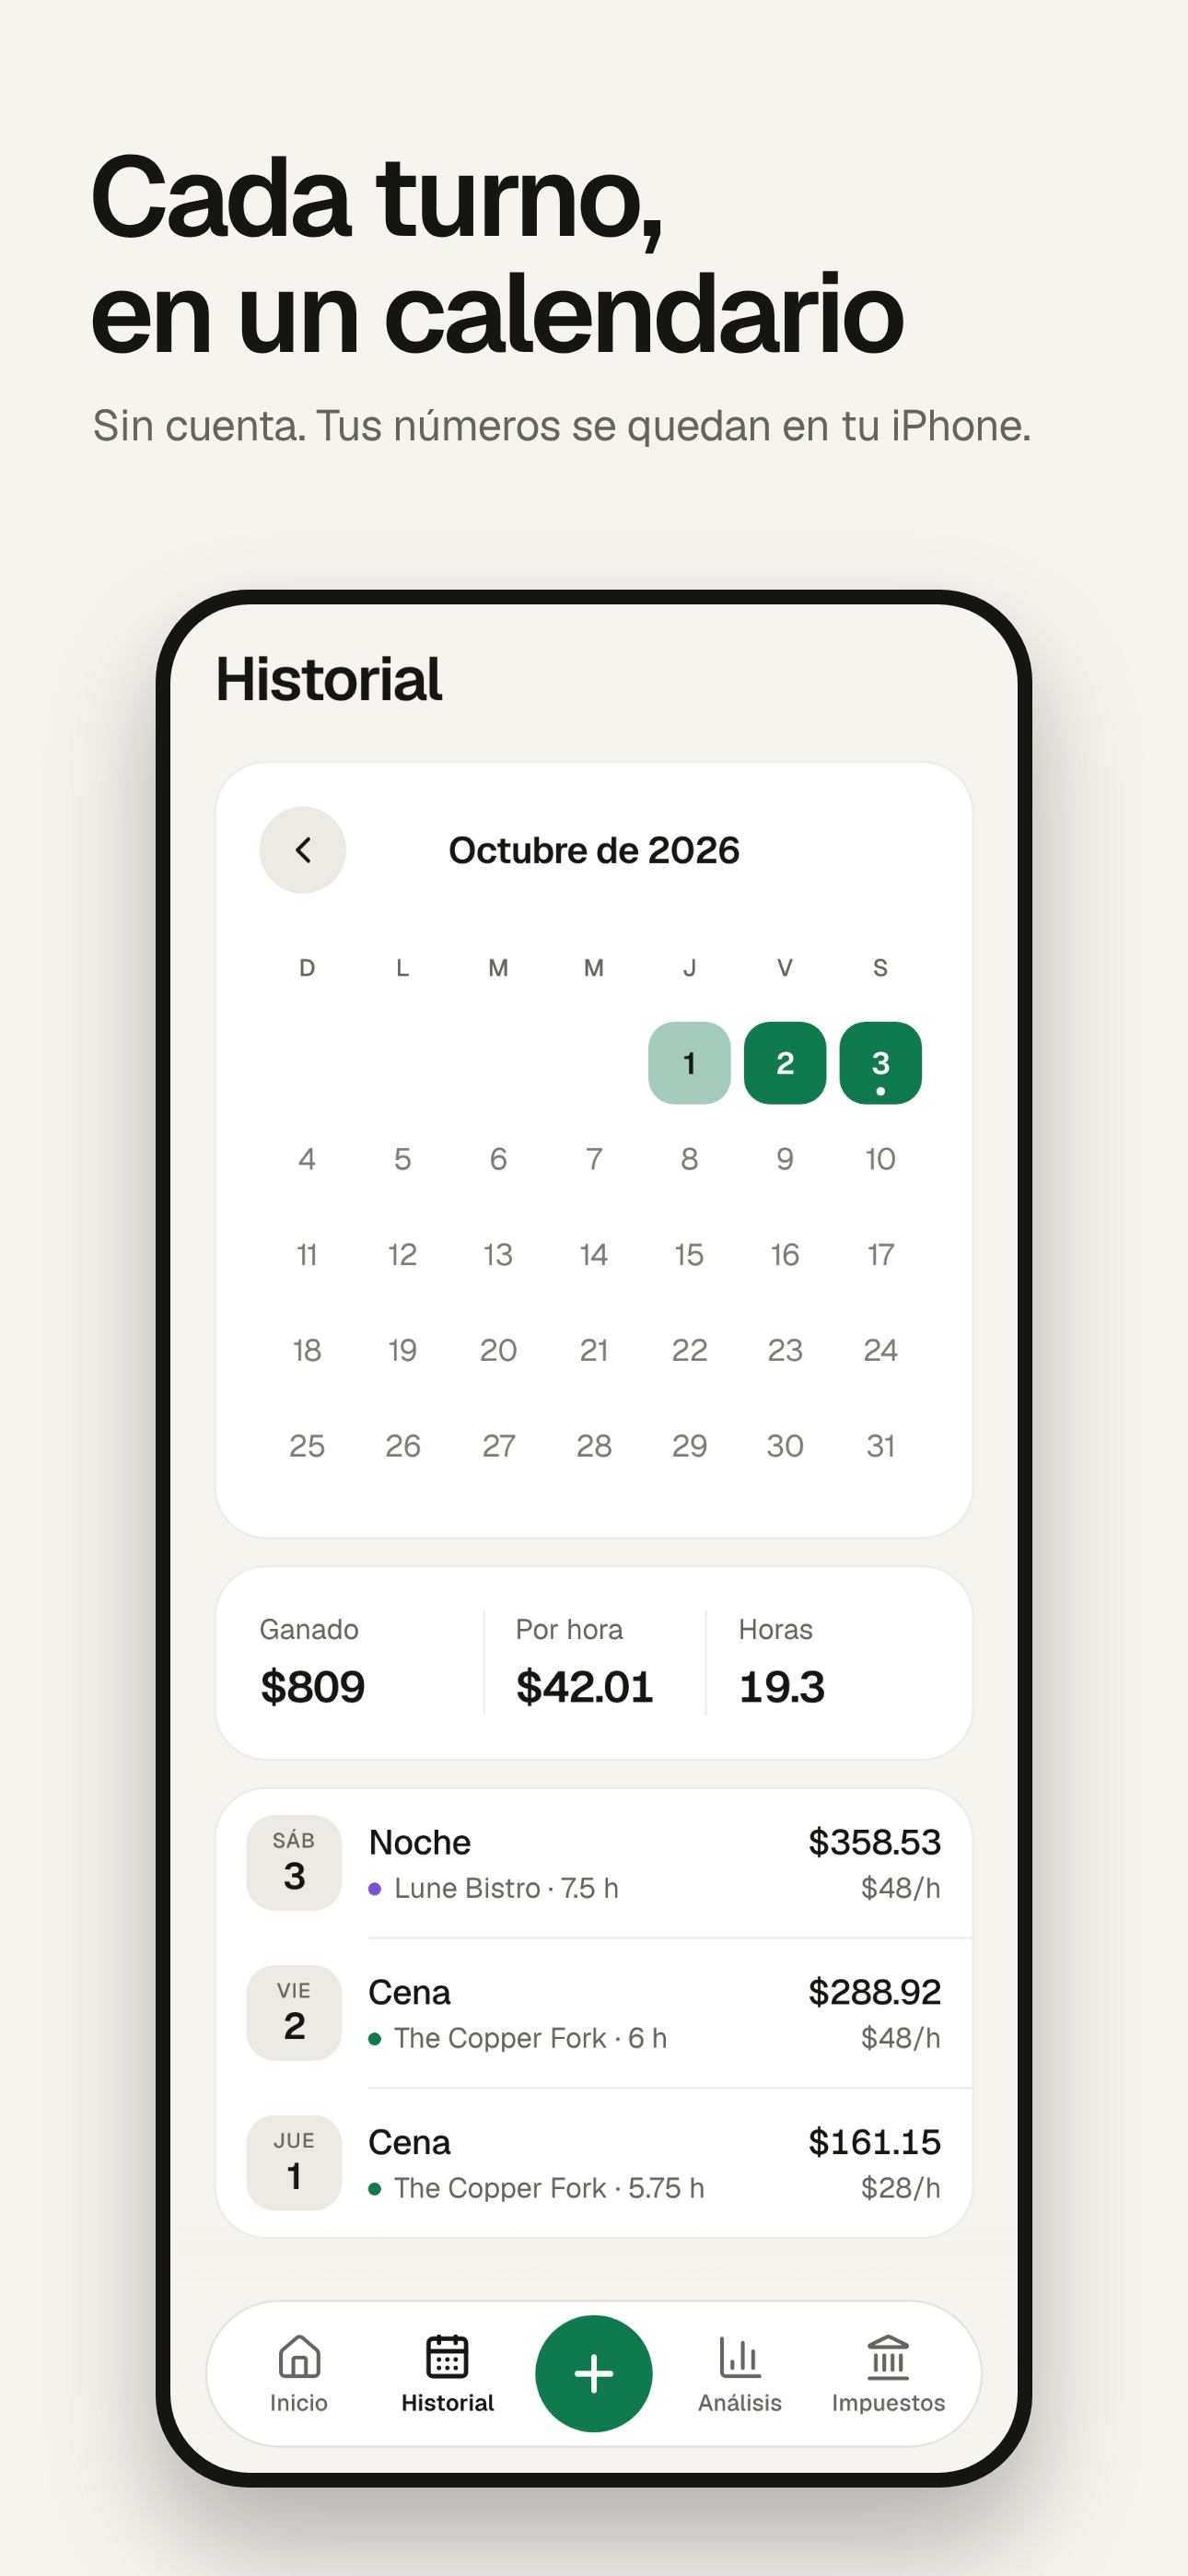 Cada turno,
en un calendario
Sin cuenta. Tus números se quedan en tu iPhone.
Historial
Octubre de 2026
D L M M J V S
1 2 3
4 5 6 7 8 9 10
11 12 13 14 15 16 17
18 19 20 21 22 23 24
25 26 27 28 29 30 31
Ganado Por hora Horas
$809 $42.01 19.3
SÁB
3
Noche $358.53
Lune Bistro · 7.5 h $48/h
VIE
2
Cena $288.92
The Copper Fork · 6 h $48/h
JUE
1
Cena $161.15
The Copper Fork · 5.75 h $28/h
Inicio Historial Análisis Impuestos